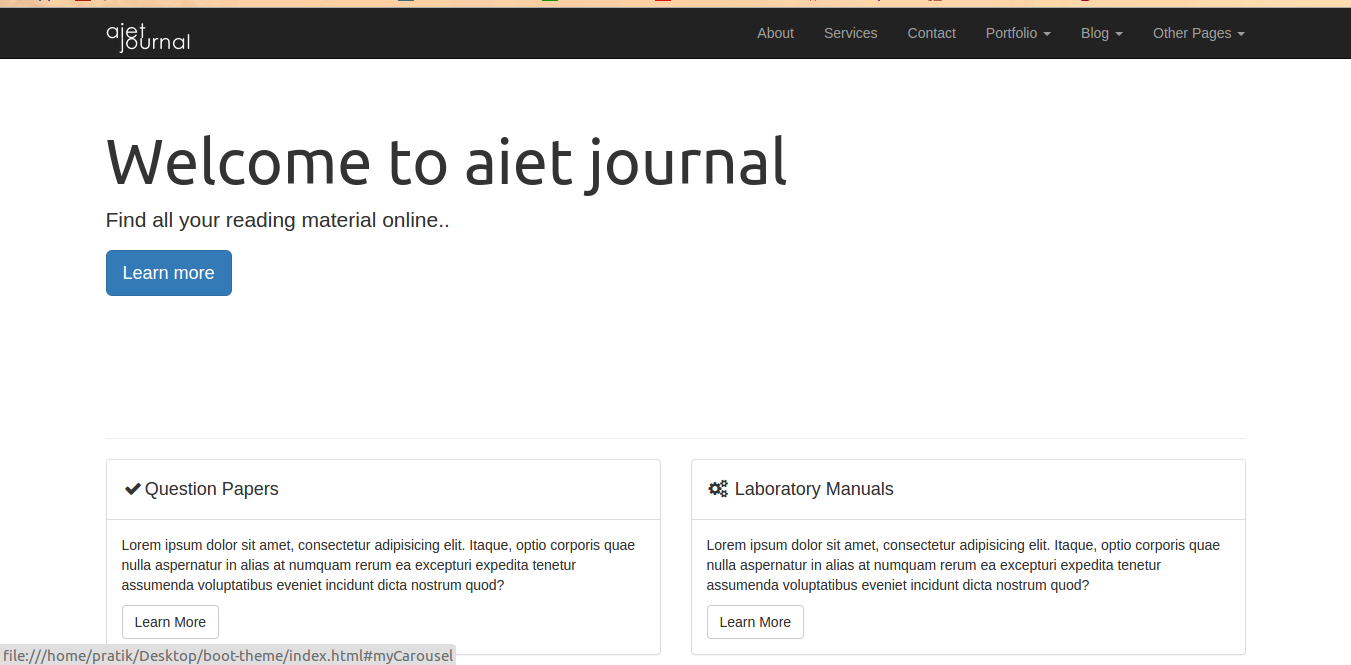 aiet
journal
About Services Contact Portfolio Blog Other Pages
Welcome to aiet journal
Find all your reading material online..
Learn more
Question Papers
Lorem ipsum dolor sit amet, consectetur adipisicing elit. Itaque, optio corporis quae
nulla aspernatur in alias at numquam rerum ea excepturi expedita tenetur
assumenda voluptatibus eveniet incidunt dicta nostrum quod?
Learn More
Laboratory Manuals
Lorem ipsum dolor sit amet, consectetur adipisicing elit. Itaque, optio corporis quae
nulla aspernatur in alias at numquam rerum ea excepturi expedita tenetur
assumenda voluptatibus eveniet incidunt dicta nostrum quod?
Learn More
file:///home/pratik/Desktop/boot-theme/index.html#myCarousel